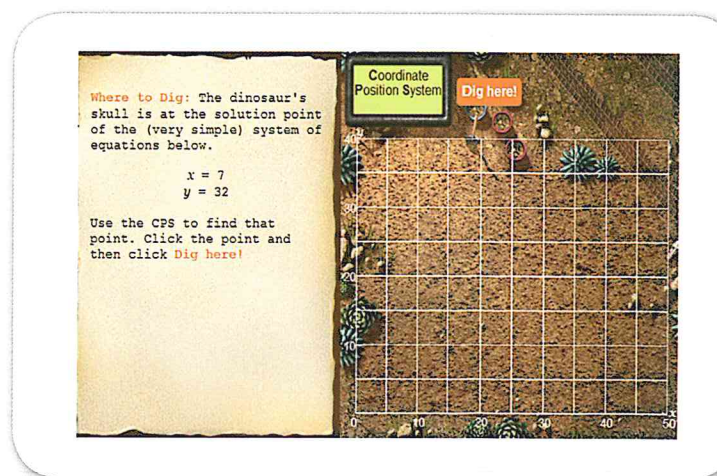 Where to Dig: The dinosaur's
skull is at the solution point
of the (very simple) system of
equations below.
x = 7
y = 32
Use the CPS to find that
point. Click the point and
then click Dig here!
Coordinate
Position System
Dig here!
y
40
30
20
10
0 10 20 30 40 50
x